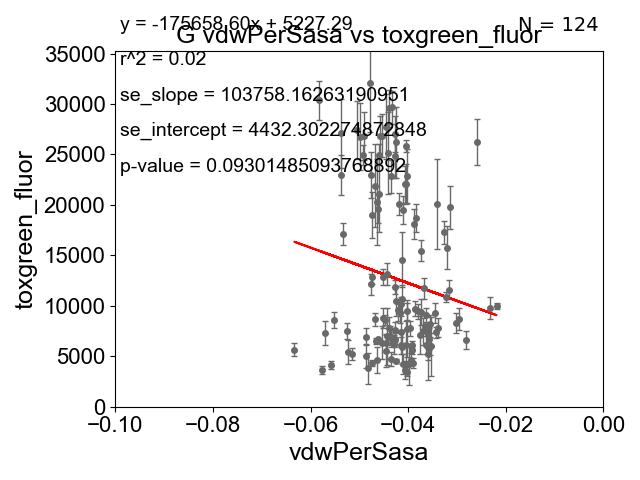 y = -175658.60x + 5227.29
N = 124
G vdwPerSasa vs toxgreen_fluor
r^2 = 0.02
se_slope = 103758.16263190951
se_intercept = 4432.302274872848
p-value = 0.09301485093768892
toxgreen_fluor
35000
30000
25000
20000
15000
10000
5000
0
−0.10
−0.08
−0.06
−0.04
−0.02
0.00
vdwPerSasa